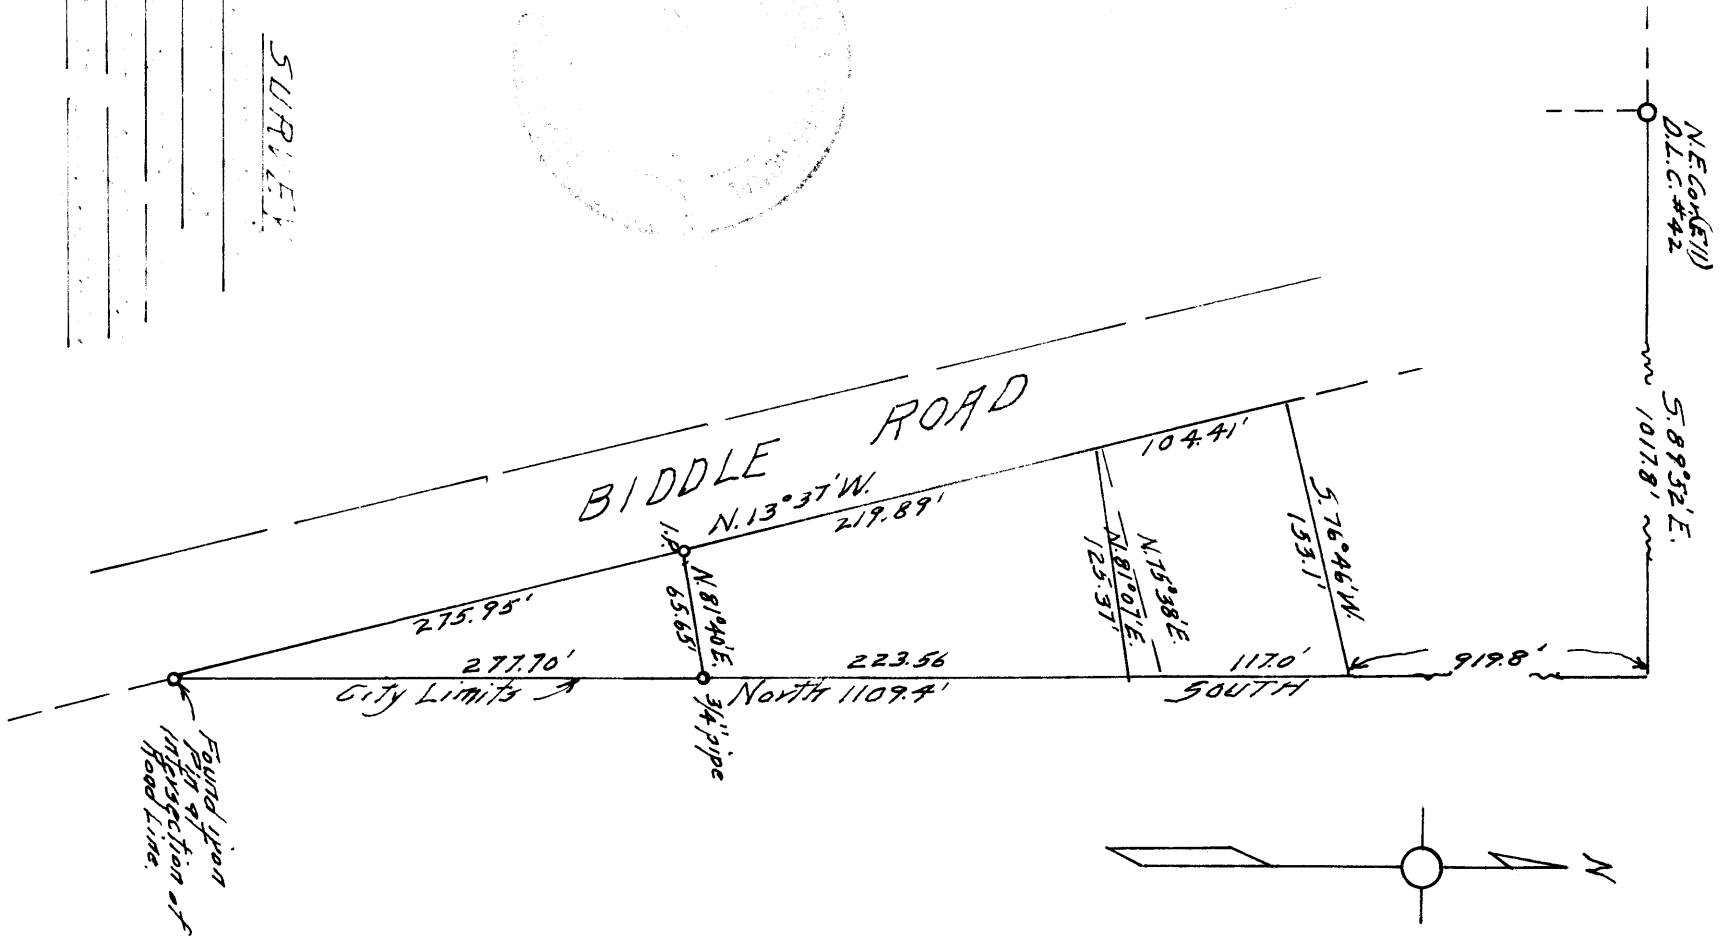 SURVEY
N.E.Cor(E11)
D.L.C.#42
S.89°52'E.
1017.8'
BIDDLE ROAD
104.41'
N.13°37'W.
219.89'
I.P.
275.95'
N.81°40'E.
65.65'
N.75°38'E.
N.81°07'E.
125.37'
S.76°46'W.
153.1'
277.70'
223.56
117.0'
919.8'
City Limits
North 1109.4'
SOUTH
3/4" pipe
Found iron
Pin at
intersection of
Road Line.
N